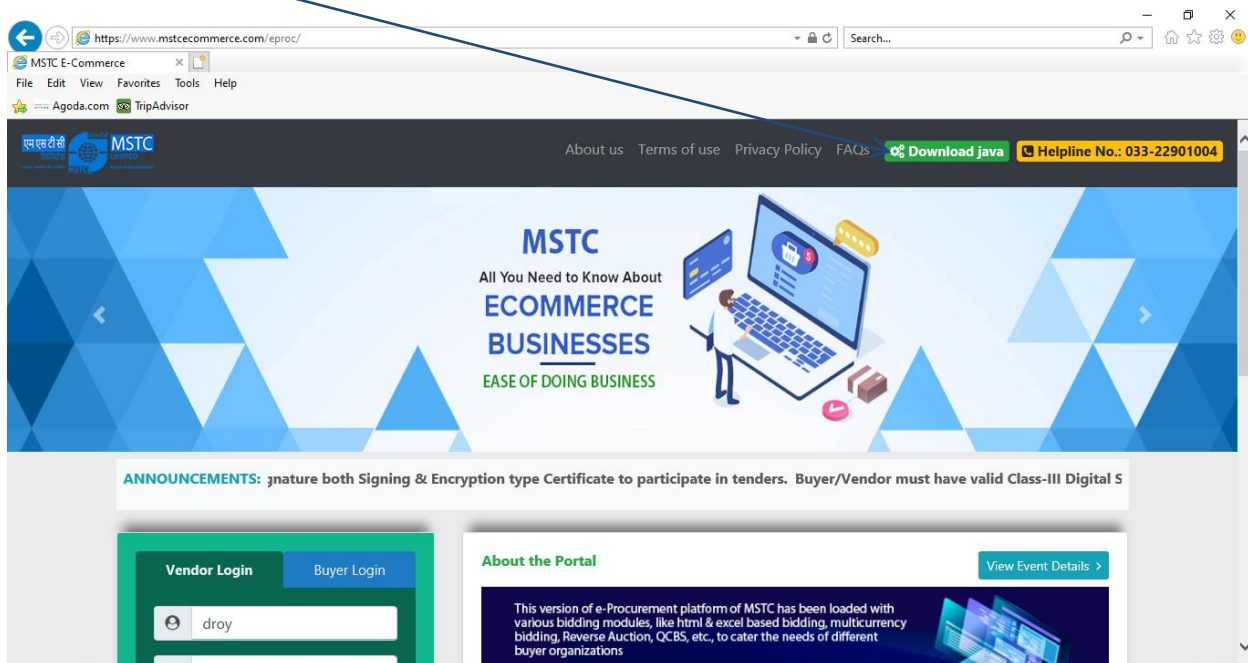 https://www.mstcecommerce.com/eproc/
Search...
MSTC E-Commerce
File Edit View Favorites Tools Help
Agoda.com TripAdvisor
एम एस टी सी MSTC
लिमिटेड LIMITED
MSTC
About us Terms of use Privacy Policy FAQs Download java Helpline No.: 033-22901004
MSTC
All You Need to Know About
ECOMMERCE
BUSINESSES
EASE OF DOING BUSINESS
5
ANNOUNCEMENTS: gnature both Signing & Encryption type Certificate to participate in tenders. Buyer/Vendor must have valid Class-III Digital S
Vendor Login Buyer Login
droy
About the Portal
View Event Details >
This version of e-Procurement platform of MSTC has been loaded with
various bidding modules, like html & excel based bidding, multicurrency
bidding, Reverse Auction, QCBS, etc., to cater the needs of different
buyer organizations